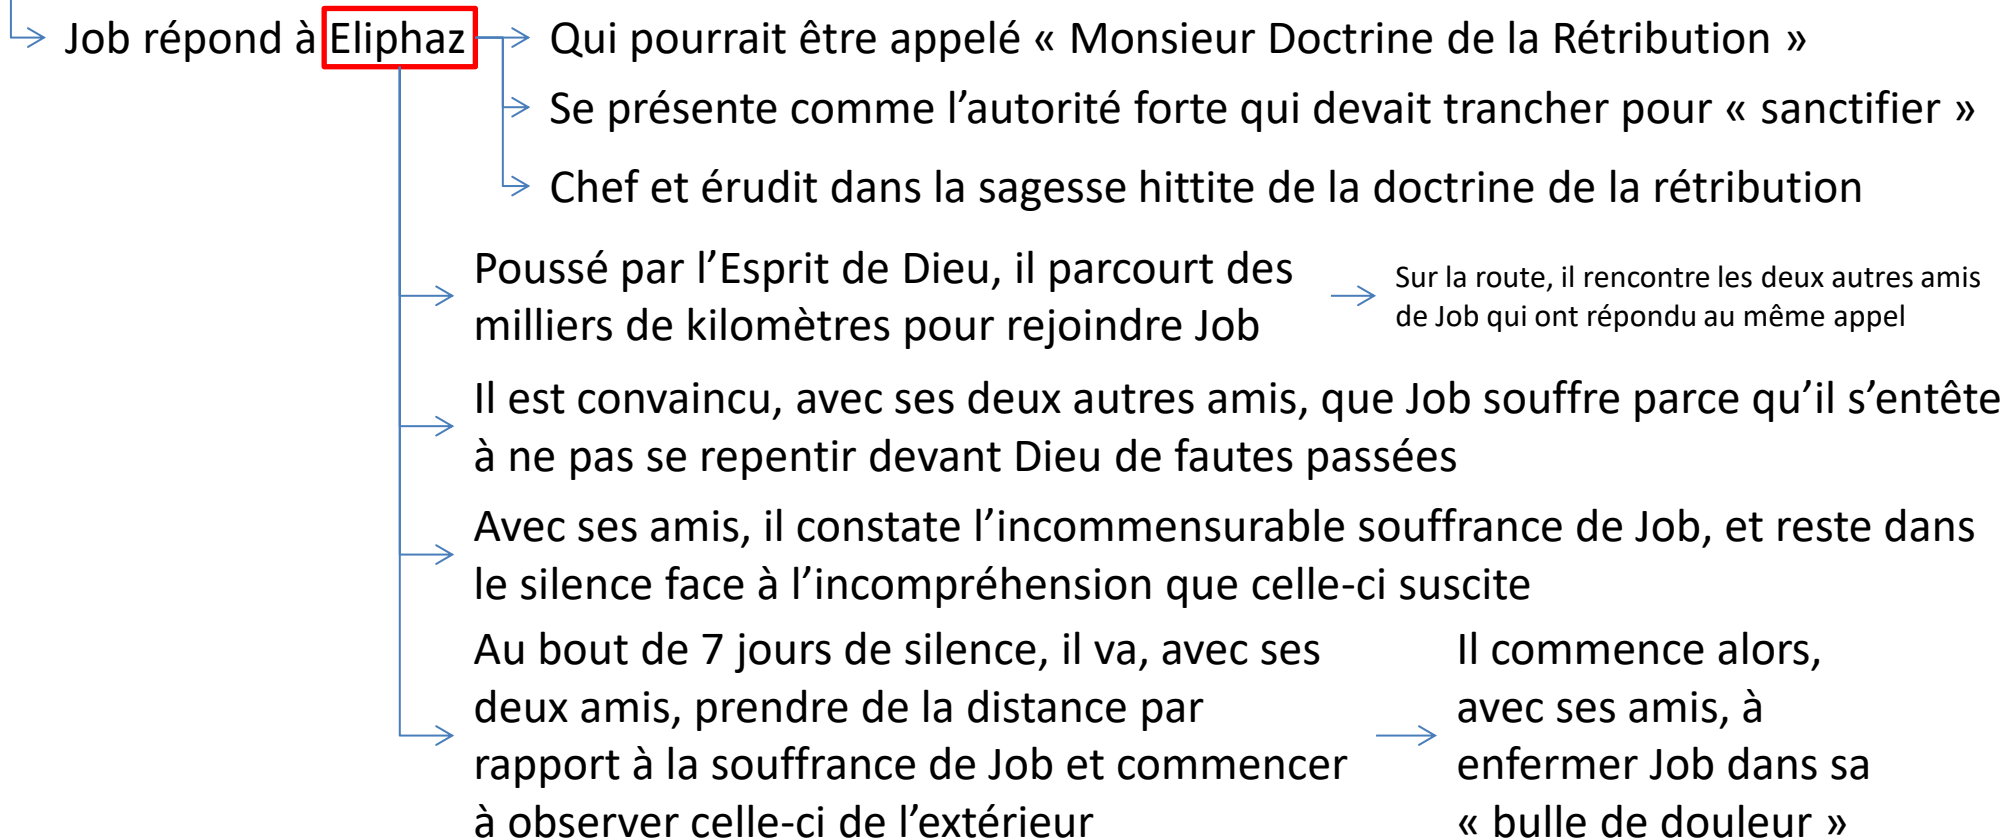 Job répond à Eliphaz
Qui pourrait être appelé « Monsieur Doctrine de la Rétribution »
Se présente comme l’autorité forte qui devait trancher pour « sanctifier »
Chef et érudit dans la sagesse hittite de la doctrine de la rétribution
Poussé par l’Esprit de Dieu, il parcourt des
milliers de kilomètres pour rejoindre Job
Sur la route, il rencontre les deux autres amis
de Job qui ont répondu au même appel
Il est convaincu, avec ses deux autres amis, que Job souffre parce qu’il s’entête
à ne pas se repentir devant Dieu de fautes passées
Avec ses amis, il constate l’incommensurable souffrance de Job, et reste dans
le silence face à l’incompréhension que celle-ci suscite
Au bout de 7 jours de silence, il va, avec ses
deux amis, prendre de la distance par
rapport à la souffrance de Job et commencer
à observer celle-ci de l’extérieur
Il commence alors,
avec ses amis, à
enfermer Job dans sa
« bulle de douleur »